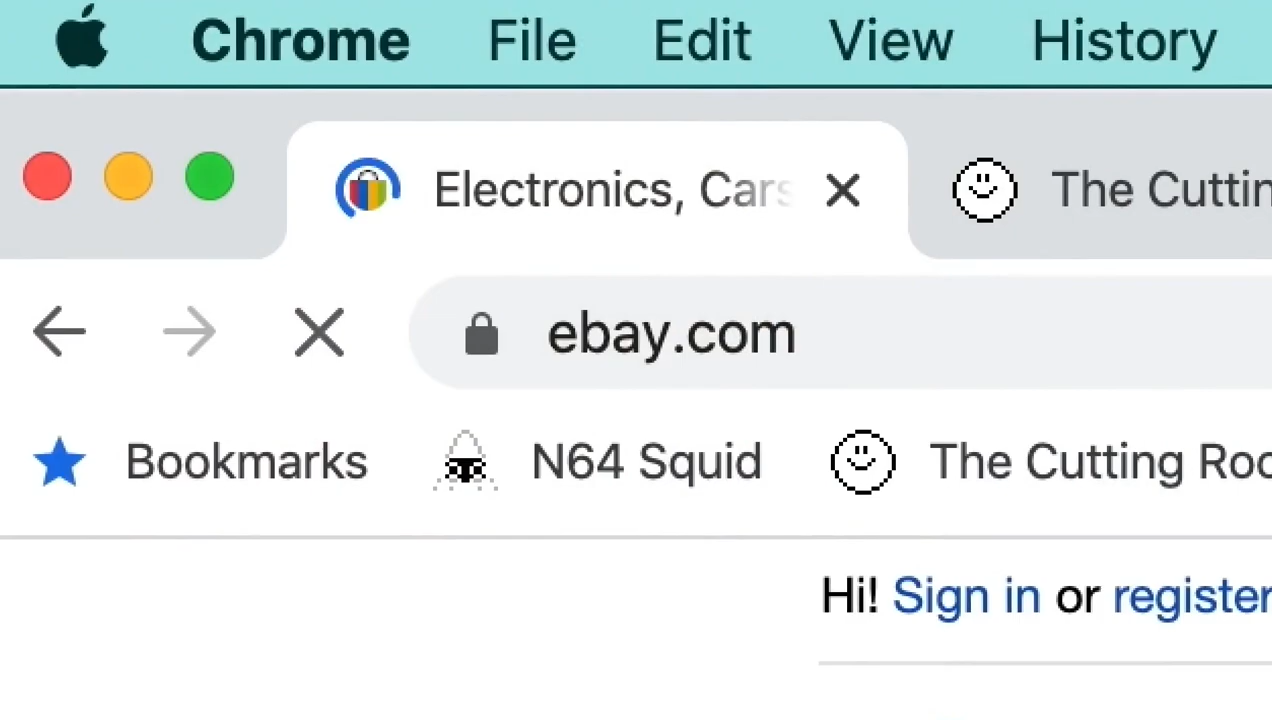 Chrome File Edit View History
Electronics, Cars The Cuttin
ebay.com
Bookmarks N64 Squid The Cutting Roo
Hi! Sign in or register